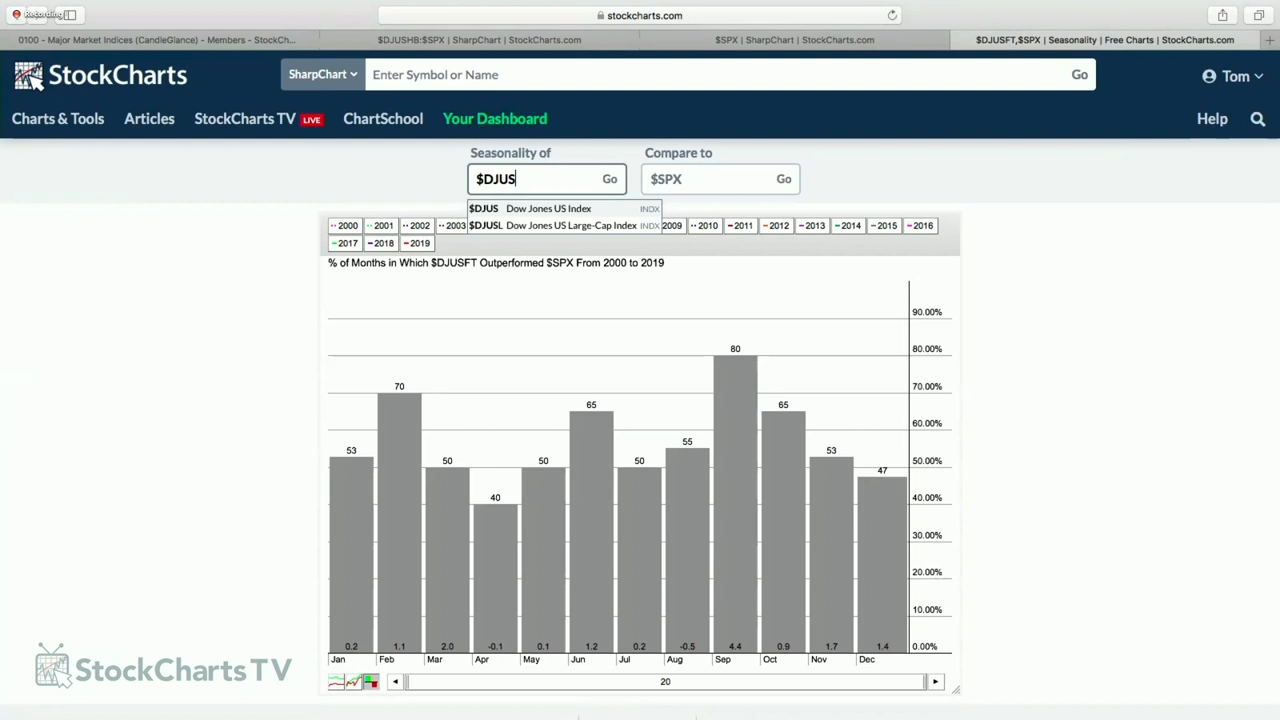 Recording
stockcharts.com
0100 - Major Market Indices (CandleGlance) - Members - StockCh...
$DJUSHB:$SPX | SharpChart | StockCharts.com
$SPX | SharpChart | StockCharts.com
$DJUSFT,$SPX | Seasonality | Free Charts | StockCharts.com
StockCharts
SharpChart
Enter Symbol or Name
Go
Tom
Charts & Tools
Articles
StockCharts TV LIVE
ChartSchool
Your Dashboard
Help
Seasonality of
Compare to
$DJUS
Go
$SPX
Go
$DJUS Dow Jones US Index INDX
$DJUSL Dow Jones US Large-Cap Index INDX
2000 2001 2002 2003 2009 2010 2011 2012 2013 2014 2015 2016
2017 2018 2019
% of Months in Which $DJUSFT Outperformed $SPX From 2000 to 2019
90.00%
80.00%
70.00%
60.00%
50.00%
40.00%
30.00%
20.00%
10.00%
0.00%
53 70 50 40 50 65 50 55 80 65 53 47
0.2 1.1 2.0 -0.1 0.1 1.2 0.2 -0.5 4.4 0.9 1.7 1.4
Jan Feb Mar Apr May Jun Jul Aug Sep Oct Nov Dec
20
StockCharts TV